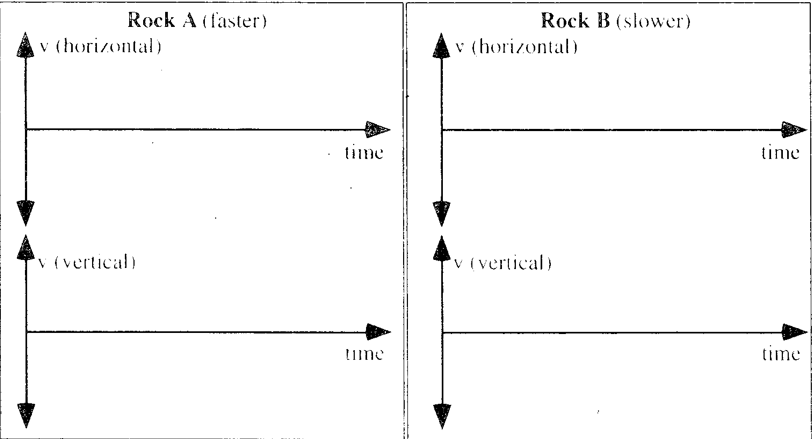 Rock A (faster)
v (horizontal)
time
v (vertical)
time
Rock B (slower)
v (horizontal)
time
v (vertical)
time